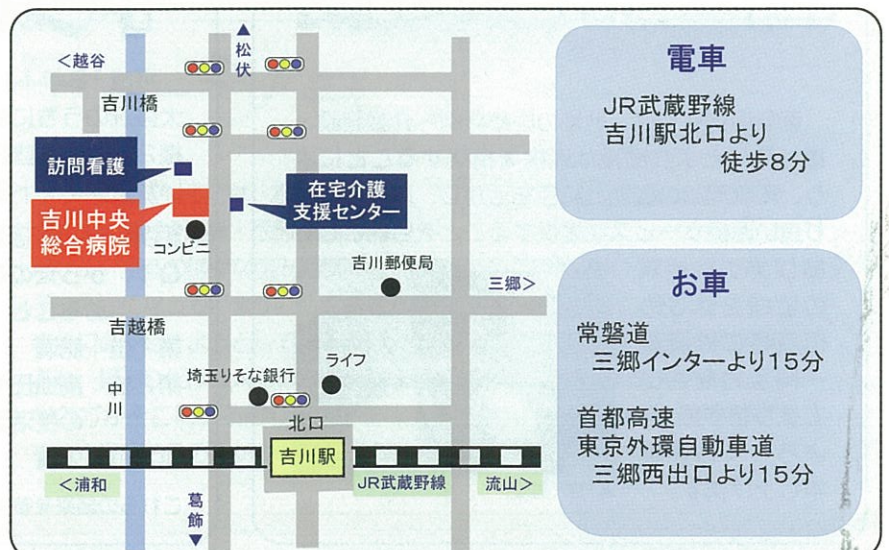 ▲
松
伏
<越谷
吉川橋
訪問看護
吉川中央
総合病院
在宅介護
支援センター
コンビニ
吉川郵便局
三郷>
吉越橋
中
川
埼玉りそな銀行
ライフ
北口
吉川駅
<浦和
JR武蔵野線
流山>
葛
飾
▼
電車
JR武蔵野線
吉川駅北口より
徒歩8分
お車
常磐道
三郷インターより15分
首都高速
東京外環自動車道
三郷西出口より15分